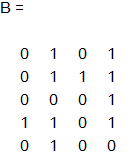 B =
0 1 0 1
0 1 1 1
0 0 0 1
1 1 0 1
0 1 0 0